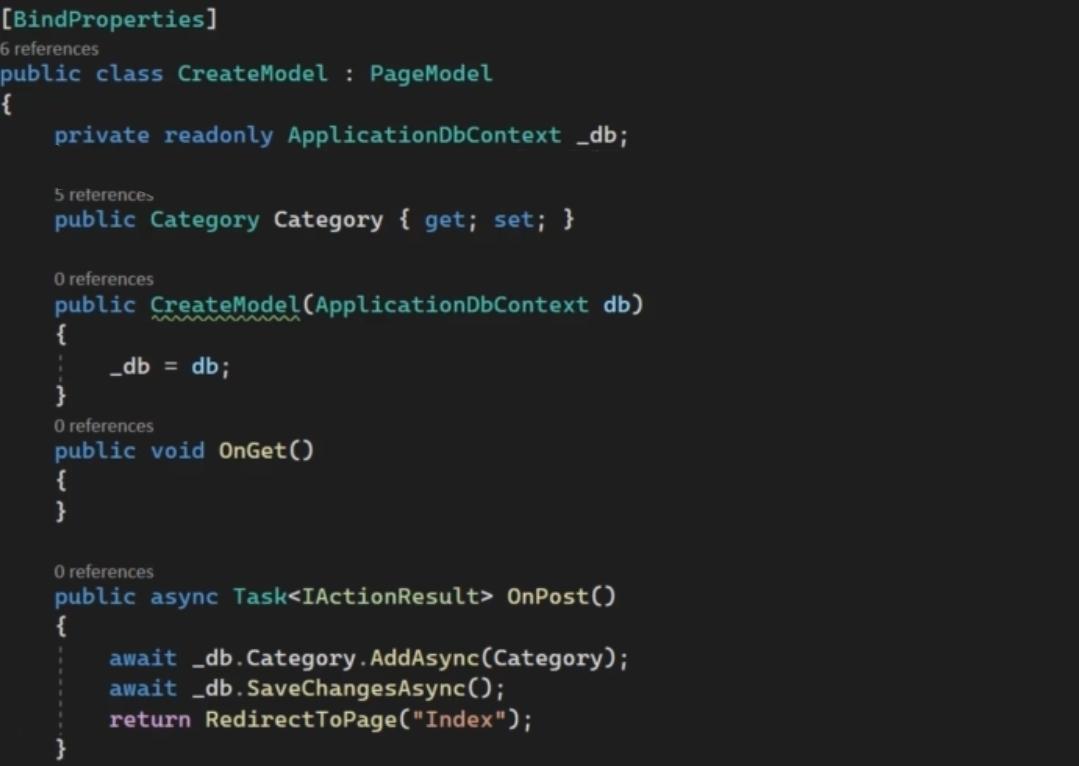 [BindProperties]
6 references
public class CreateModel : PageModel
{
private readonly ApplicationDbContext _db;
5 references
public Category Category { get; set; }
0 references
public CreateModel(ApplicationDbContext db)
{
_db = db;
}
0 references
public void OnGet()
{
}
0 references
public async Task<IActionResult> OnPost()
{
await _db.Category.AddAsync(Category);
await _db.SaveChangesAsync();
return RedirectToPage("Index");
}